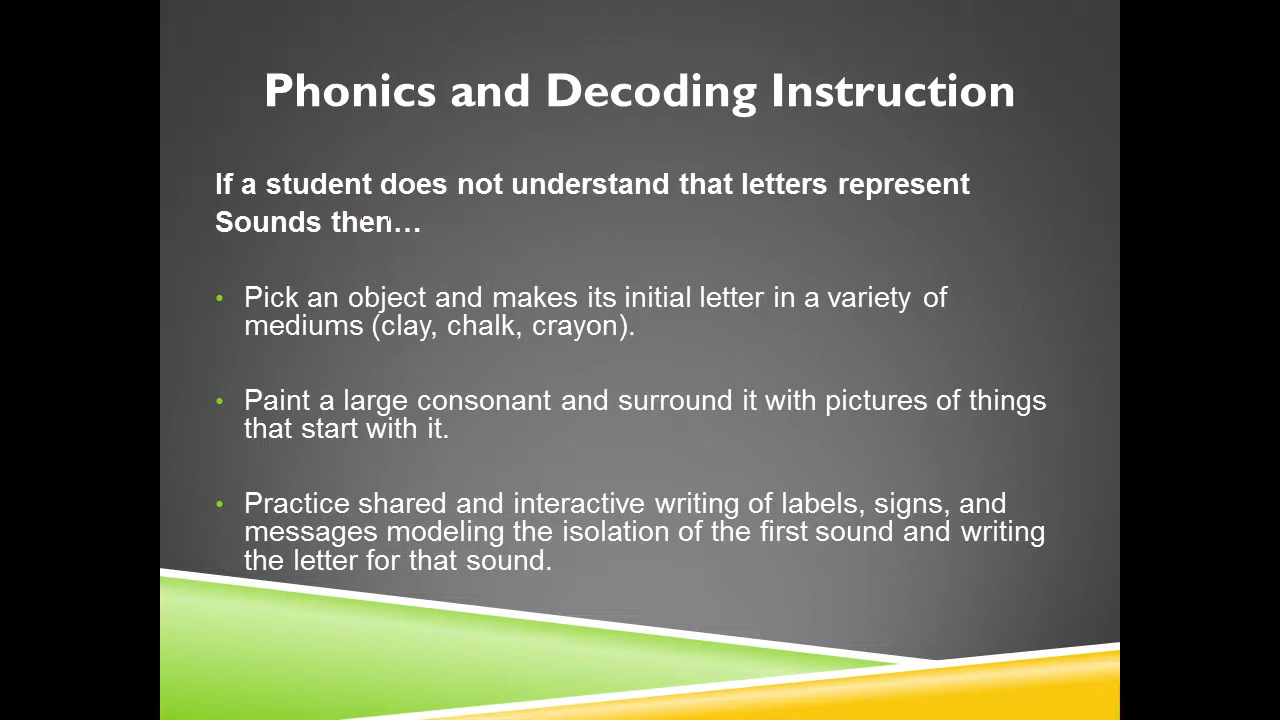 Phonics and Decoding Instruction
If a student does not understand that letters represent
Sounds then…
• Pick an object and makes its initial letter in a variety of
mediums (clay, chalk, crayon).
• Paint a large consonant and surround it with pictures of things
that start with it.
• Practice shared and interactive writing of labels, signs, and
messages modeling the isolation of the first sound and writing
the letter for that sound.